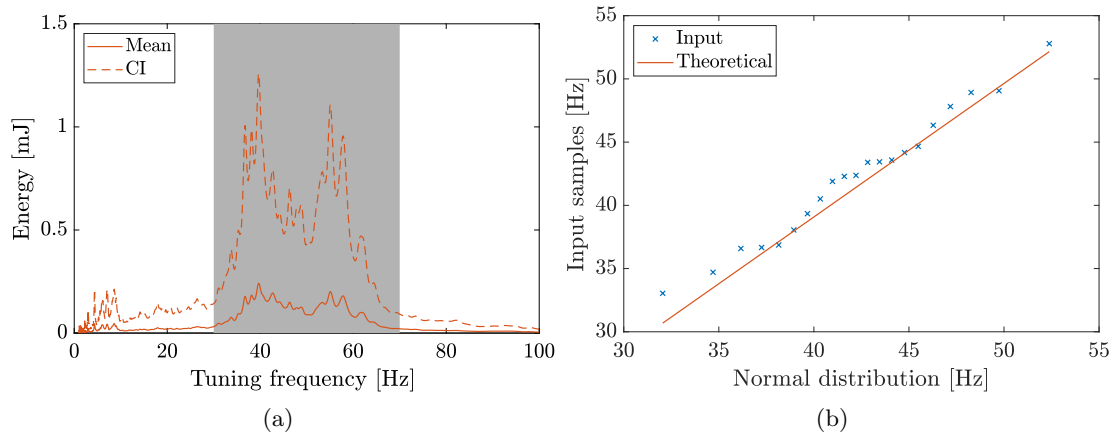 1.5
1
0.5
0
Energy [mJ]
Mean
CI
0 20 40 60 80 100
Tuning frequency [Hz]
(a)
55
50
45
40
35
30
Input samples [Hz]
Input
Theoretical
30 35 40 45 50 55
Normal distribution [Hz]
(b)